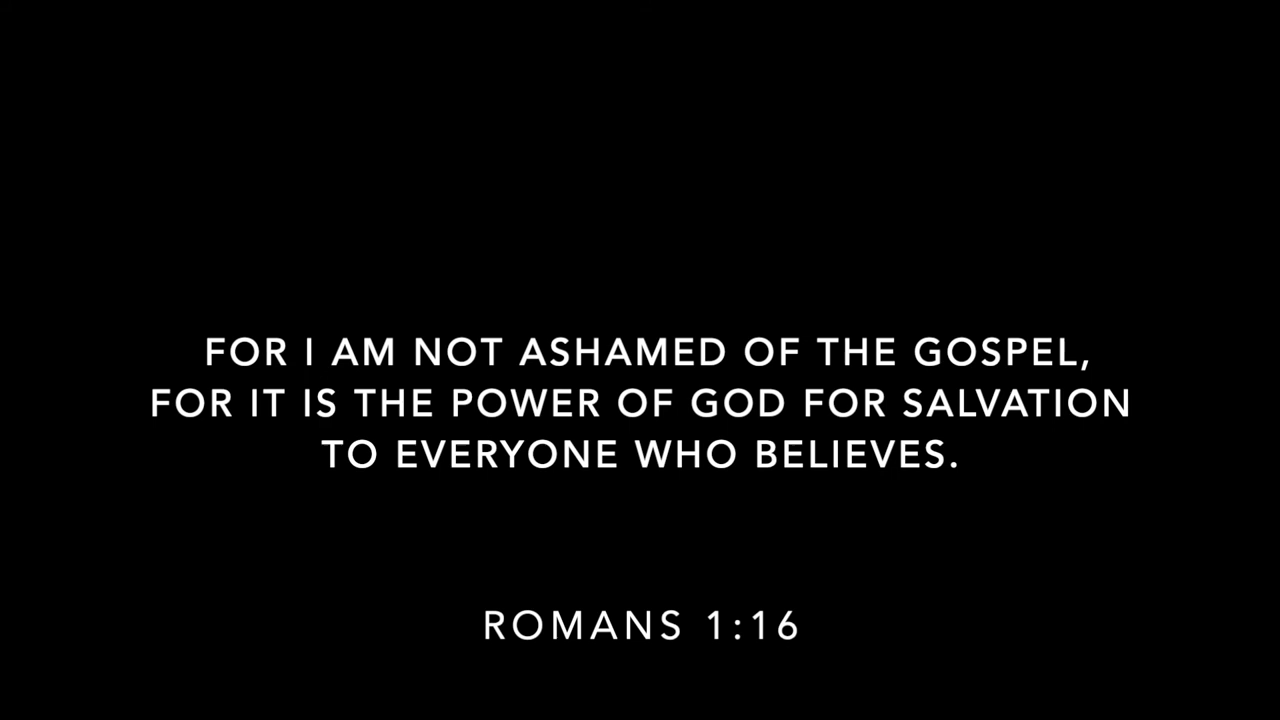 FOR I AM NOT ASHAMED OF THE GOSPEL,
FOR IT IS THE POWER OF GOD FOR SALVATION
TO EVERYONE WHO BELIEVES.
ROMANS 1:16